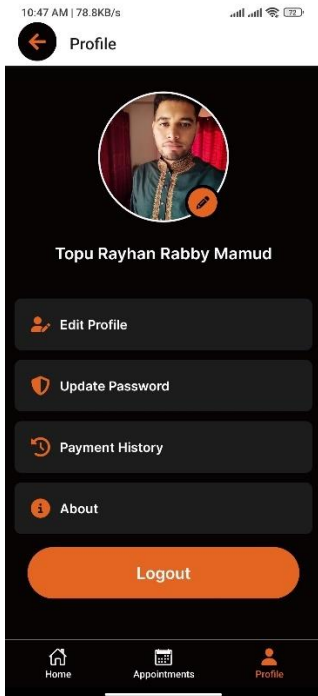 10:47 AM | 78.8KB/s 72
Profile
Topu Rayhan Rabby Mamud
Edit Profile
Update Password
Payment History
About
Logout
Home Appointments Profile